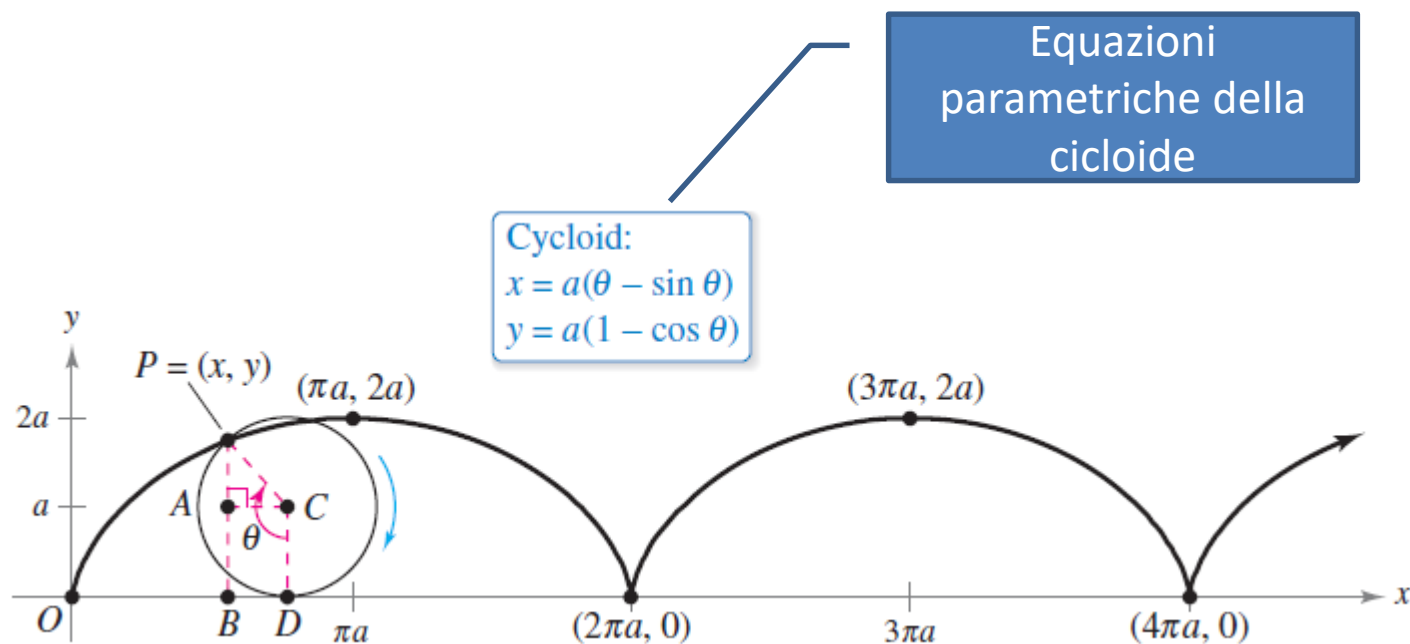 Equazioni
parametriche della
cicloide
Cycloid:
x = a(θ – sin θ)
y = a(1 – cos θ)
y
P = (x, y)
(πa, 2a)
(3πa, 2a)
2a
A
C
a
θ
x
O
B
D
πa
(2πa, 0)
3πa
(4πa, 0)